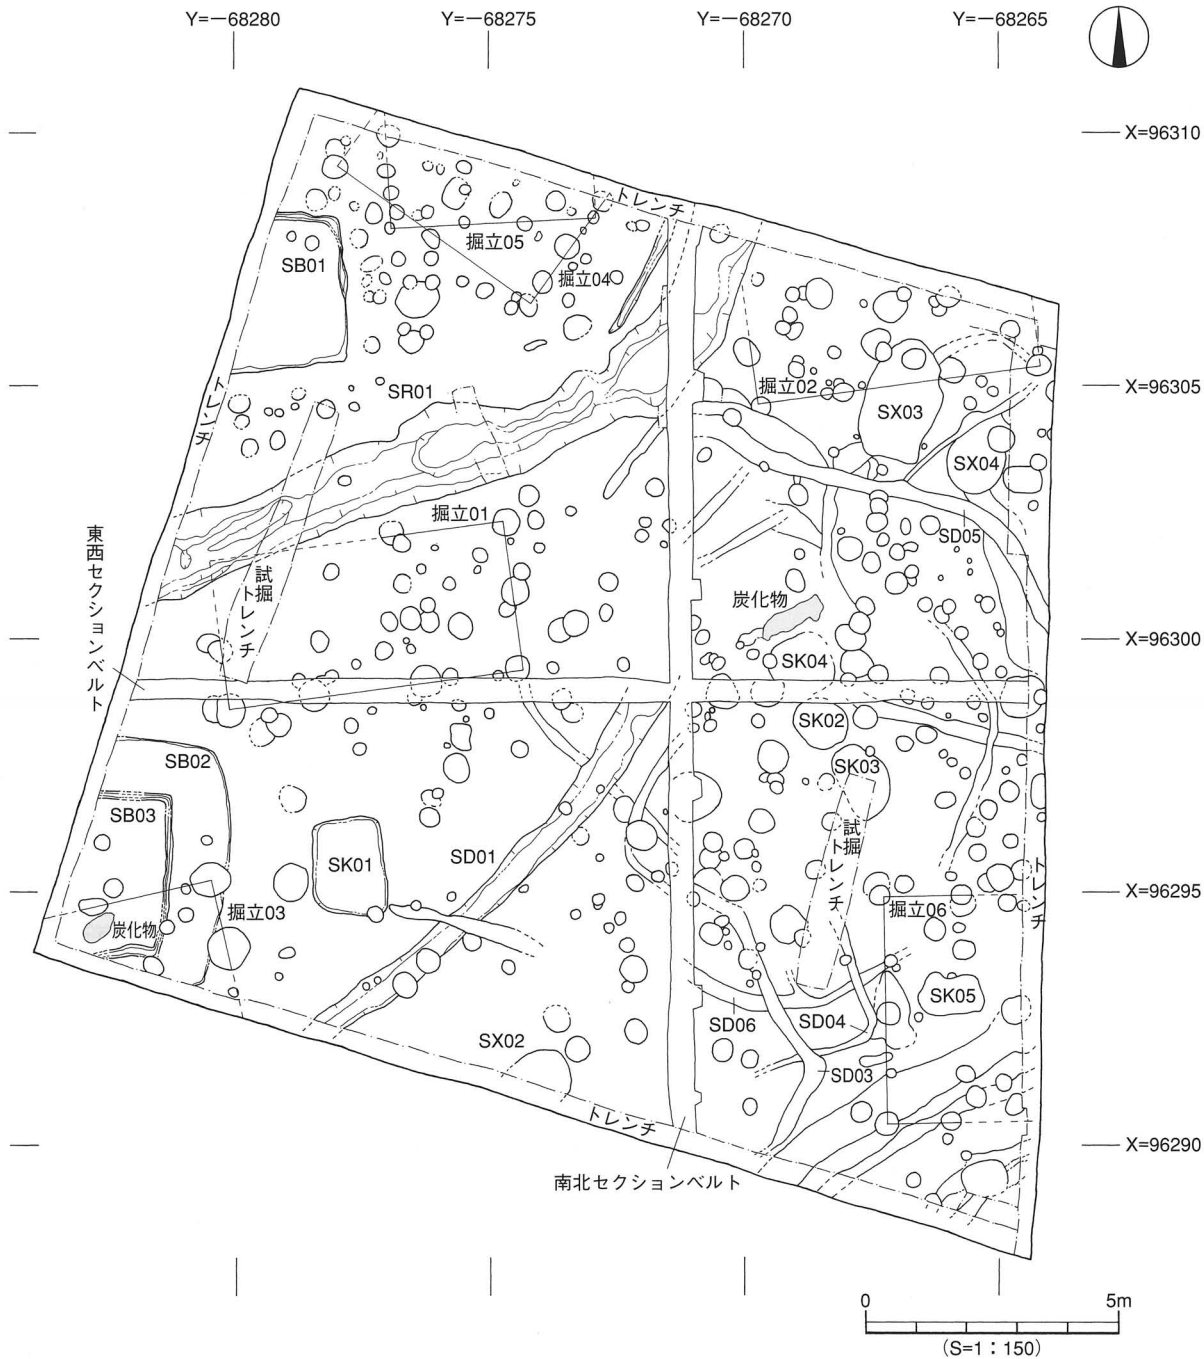 Y=−68280
Y=−68275
Y=−68270
Y=−68265
X=96310
トレンチ
掘立05
掘立04
SB01
X=96305
掘立02
SR01
SX03
トレンチ
SX04
掘立01
SD05
東西セクションベルト
試掘
トレンチ
炭化物
X=96300
SK04
SK02
SB02
SK03
SB03
試掘
トレンチ
SK01
SD01
トレンチ
X=96295
掘立03
掘立06
炭化物
SK05
SD06
SD04
SX02
SD03
トレンチ
X=96290
南北セクションベルト
0
5m
(S=1：150)